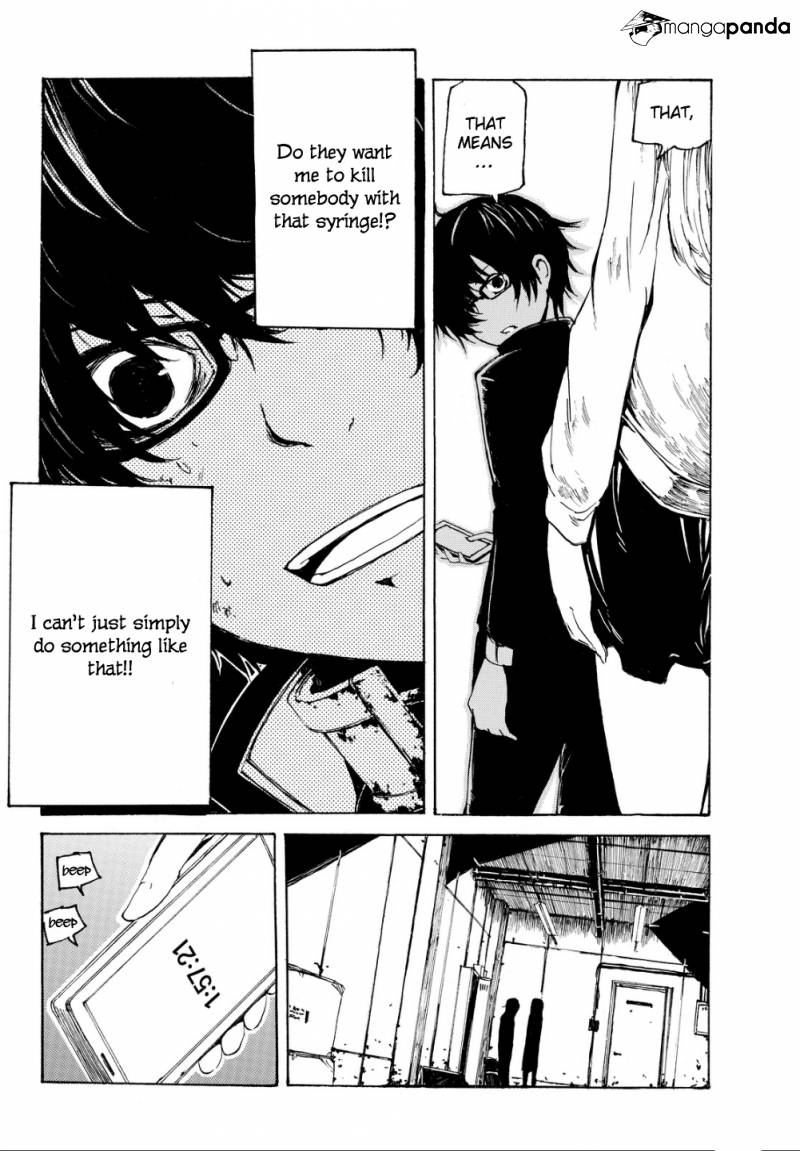 mangapanda
THAT,
THAT
MEANS
...
Do they want
me to kill
somebody with
that syringe!?
I can't just simply
do something like
that!!
beep
beep
1:57:21